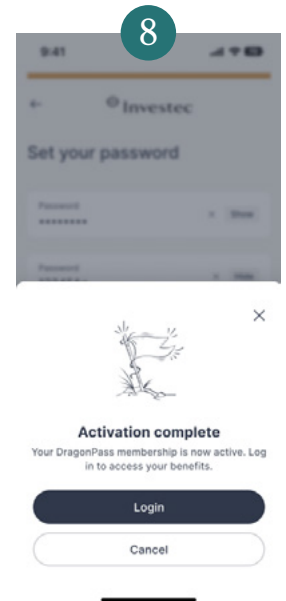 8
9:41
Investec
Set your password
Password
******** × Show
Password
× Hide
Activation complete
Your DragonPass membership is now active. Log
in to access your benefits.
Login
Cancel